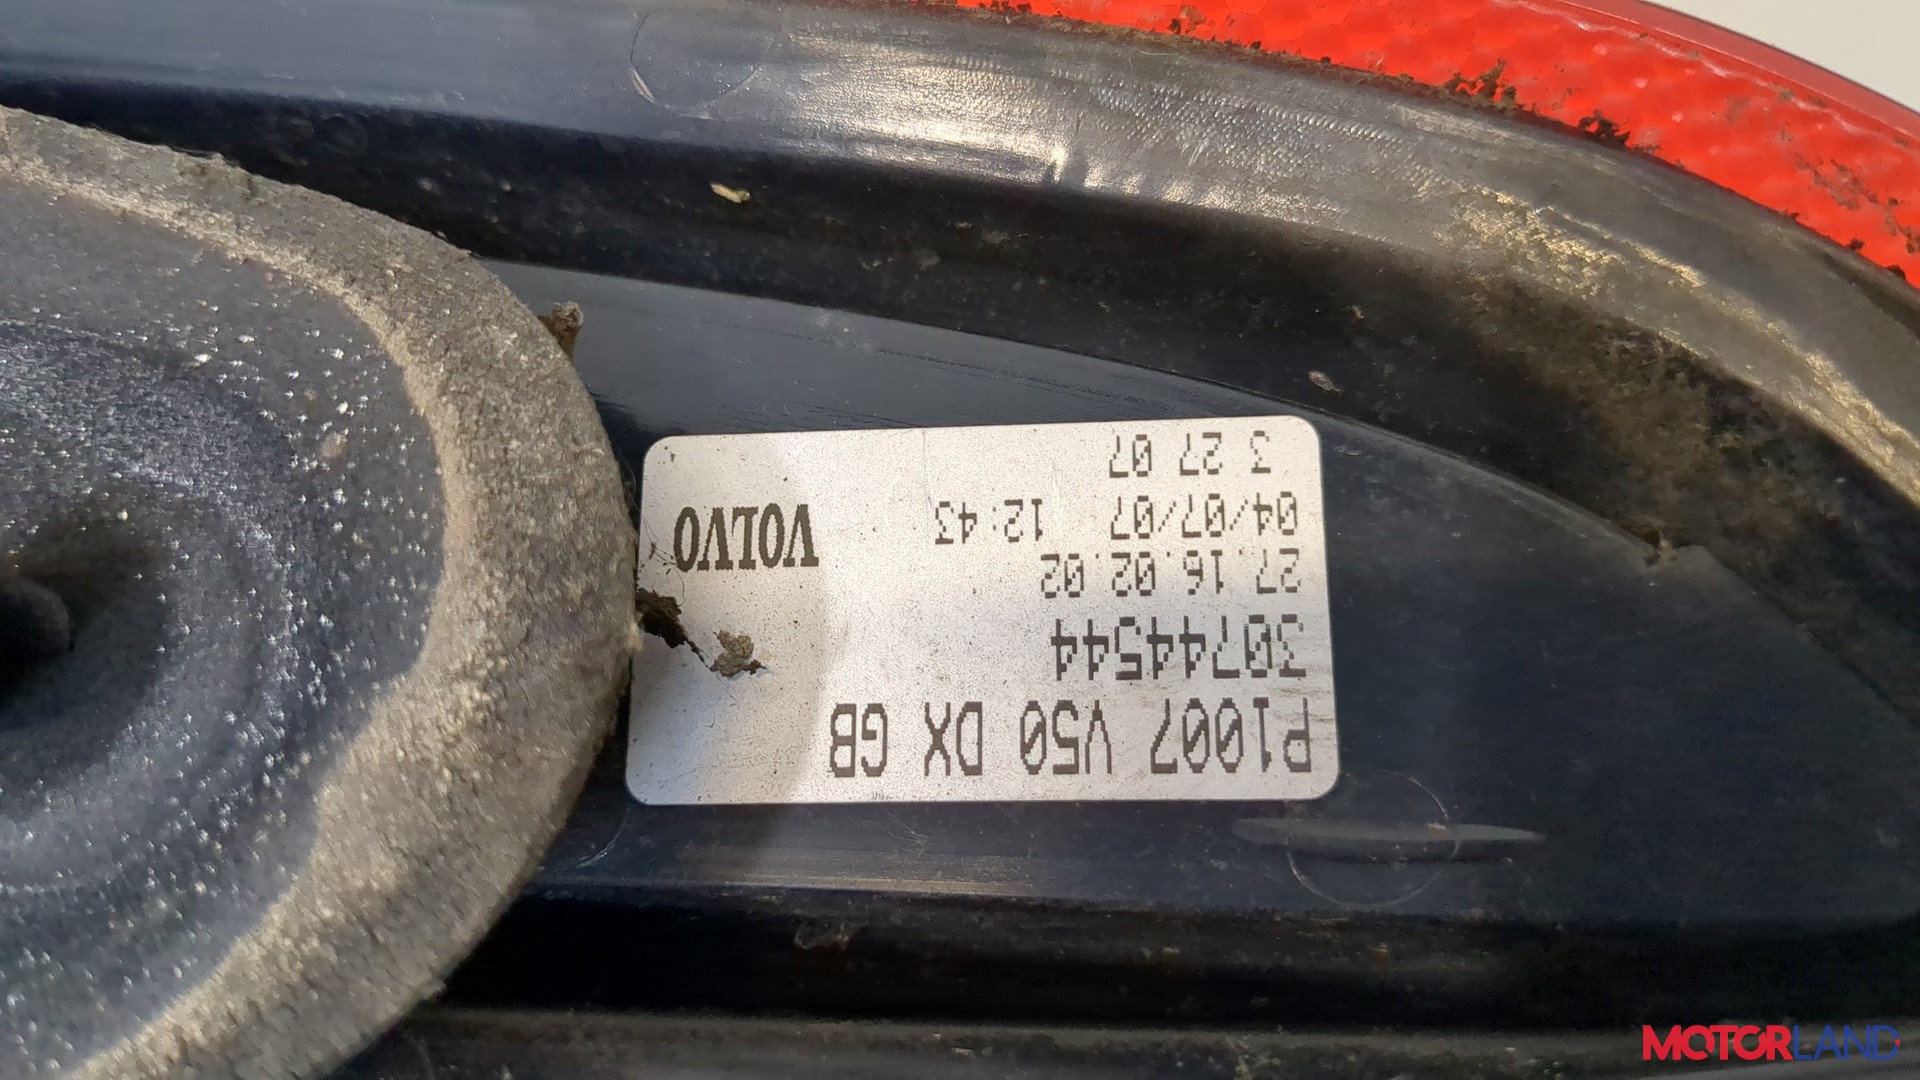 P1007 V50 DX GB
30744544
27.16.02.02
04/07/07 12:43
3 27 07
VOLVO
MOTORLAND